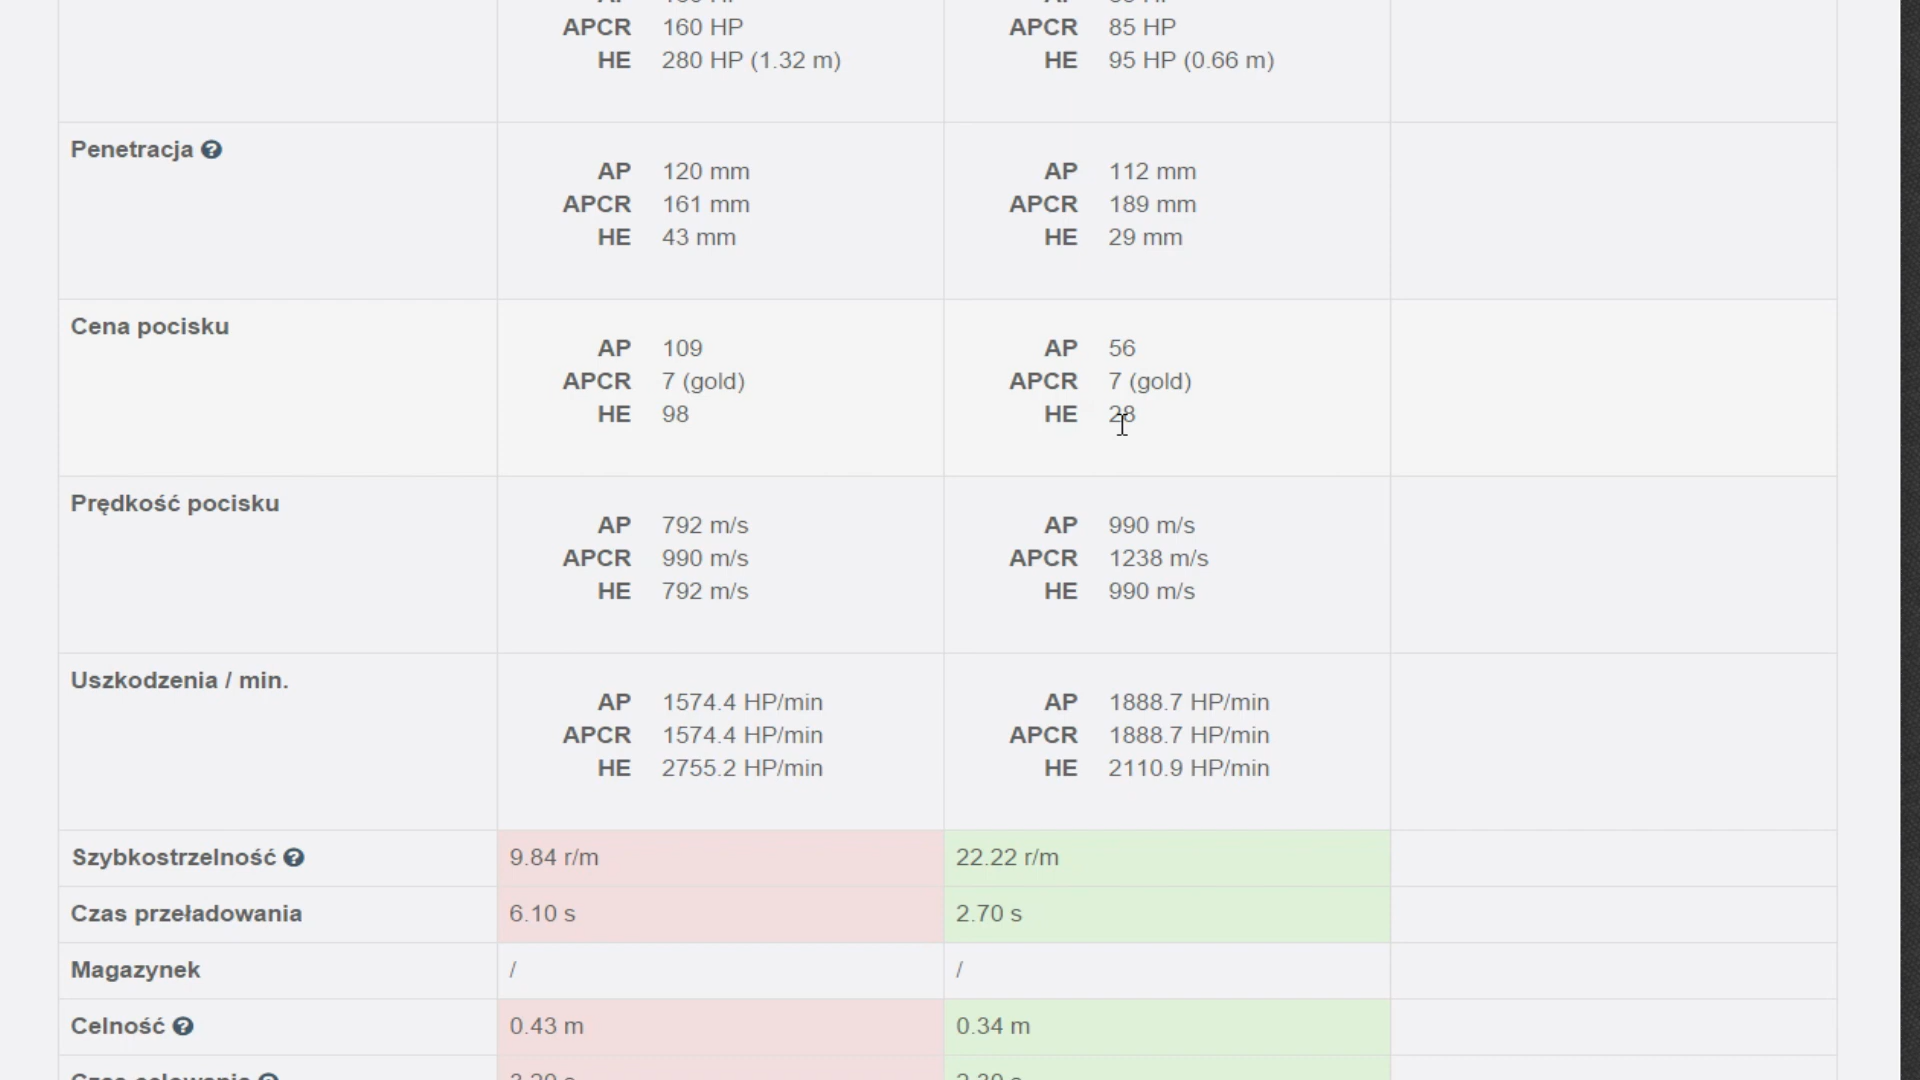 APCR 160 HP APCR 85 HP
HE 280 HP (1.32 m) HE 95 HP (0.66 m)
Penetracja
AP 120 mm AP 112 mm
APCR 161 mm APCR 189 mm
HE 43 mm HE 29 mm
Cena pocisku
AP 109 AP 56
APCR 7 (gold) APCR 7 (gold)
HE 98 HE 28
Prędkość pocisku
AP 792 m/s AP 990 m/s
APCR 990 m/s APCR 1238 m/s
HE 792 m/s HE 990 m/s
Uszkodzenia / min.
AP 1574.4 HP/min AP 1888.7 HP/min
APCR 1574.4 HP/min APCR 1888.7 HP/min
HE 2755.2 HP/min HE 2110.9 HP/min
Szybkostrzelność 9.84 r/m 22.22 r/m
Czas przeładowania 6.10 s 2.70 s
Magazynek / /
Celność 0.43 m 0.34 m